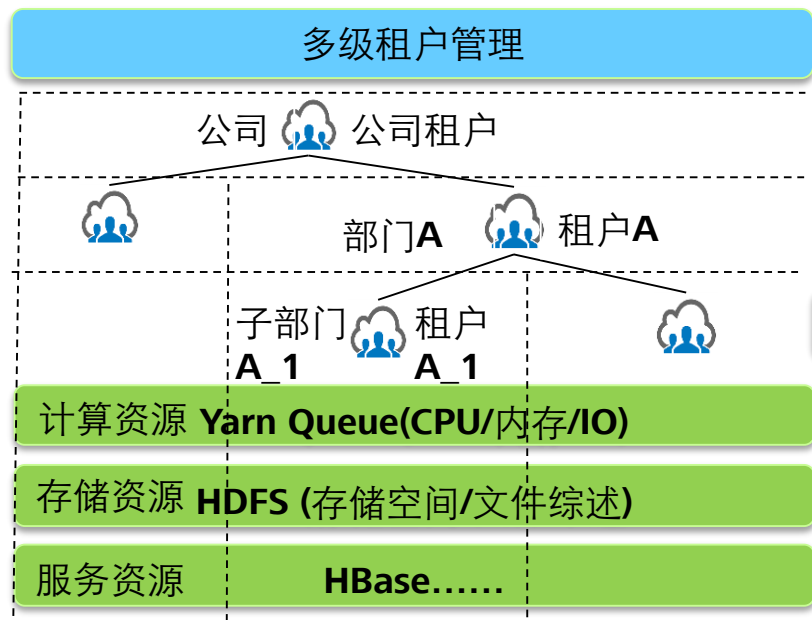 多级租户管理
公司 公司租户
部门A 租户A
子部门 租户
A_1 A_1
计算资源 Yarn Queue(CPU/内存/IO)
存储资源 HDFS (存储空间/文件综述)
服务资源 HBase……